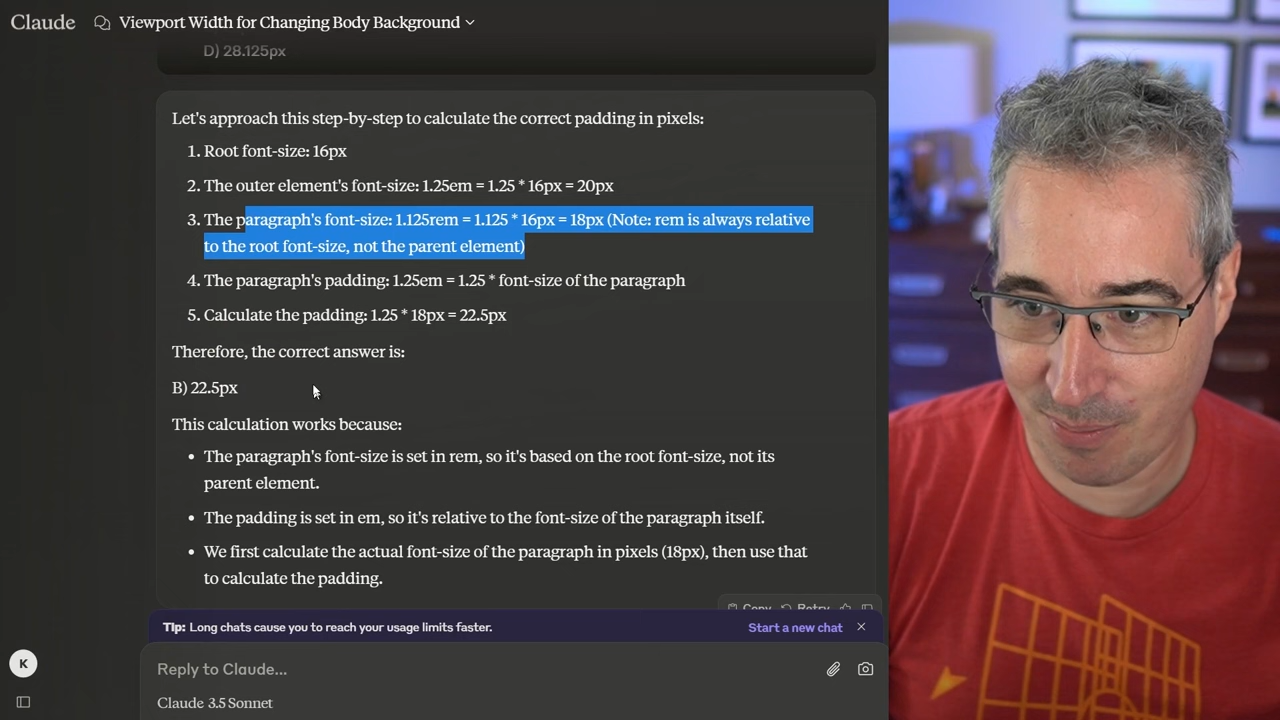 Claude
Viewport Width for Changing Body Background
D) 28.125px
Let's approach this step-by-step to calculate the correct padding in pixels:
1. Root font-size: 16px
2. The outer element's font-size: 1.25em = 1.25 * 16px = 20px
3. The paragraph's font-size: 1.125rem = 1.125 * 16px = 18px (Note: rem is always relative
to the root font-size, not the parent element)
4. The paragraph's padding: 1.25em = 1.25 * font-size of the paragraph
5. Calculate the padding: 1.25 * 18px = 22.5px
Therefore, the correct answer is:
B) 22.5px
This calculation works because:
• The paragraph's font-size is set in rem, so it's based on the root font-size, not its
parent element.
• The padding is set in em, so it's relative to the font-size of the paragraph itself.
• We first calculate the actual font-size of the paragraph in pixels (18px), then use that
to calculate the padding.
Copy Retry
Tip: Long chats cause you to reach your usage limits faster. Start a new chat
K
Reply to Claude...
Claude 3.5 Sonnet